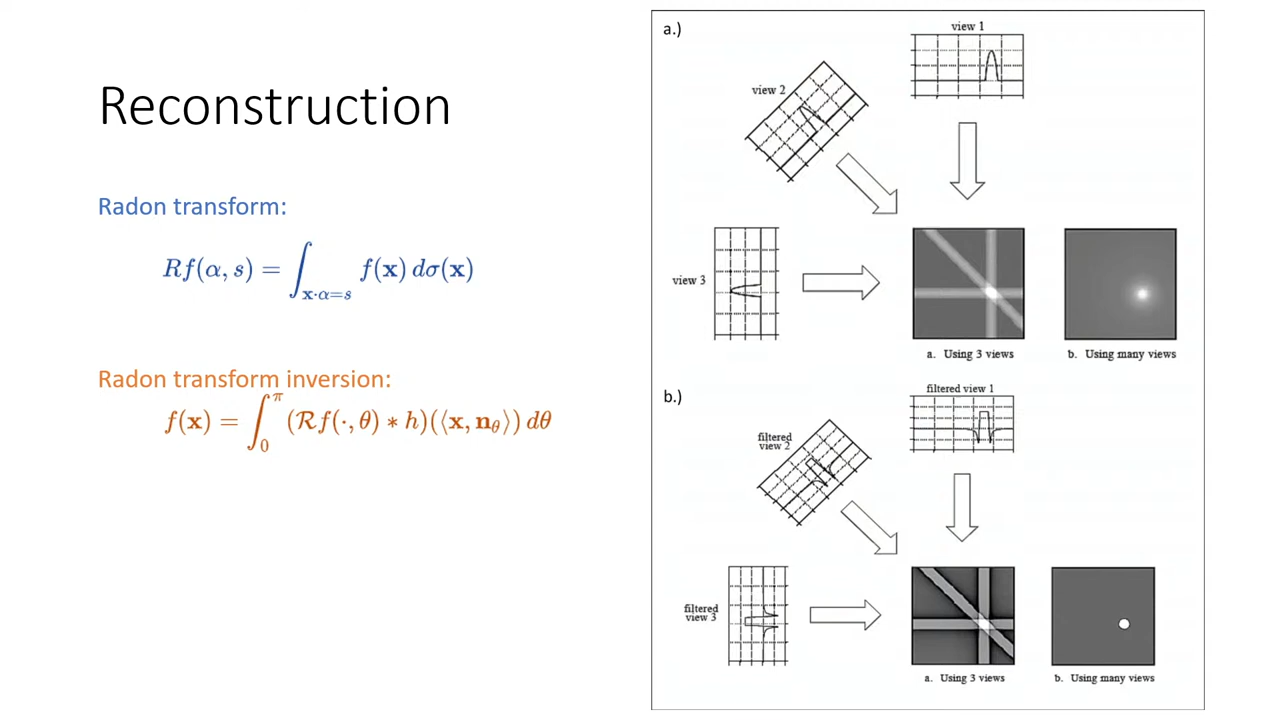 Reconstruction
Radon transform:
Rf(α, s) = ∫_{x·α=s} f(x) dσ(x)
Radon transform inversion:
f(x) = ∫_0^π (ℛf(·, θ) ∗ h)(⟨x, n_θ⟩) dθ
a.)
view 1
view 2
view 3
a. Using 3 views
b. Using many views
b.)
filtered view 1
filtered
view 2
filtered
view 3
a. Using 3 views
b. Using many views